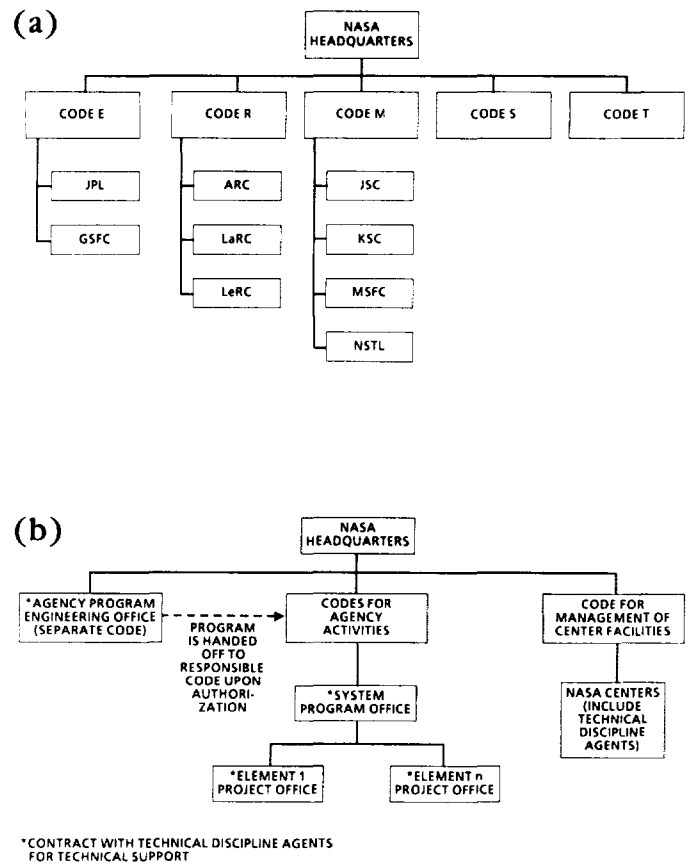 (a)
NASA
HEADQUARTERS
CODE E
CODE R
CODE M
CODE S
CODE T
JPL
ARC
JSC
GSFC
LaRC
KSC
LeRC
MSFC
NSTL
(b)
NASA
HEADQUARTERS
*AGENCY PROGRAM
ENGINEERING OFFICE
(SEPARATE CODE)
PROGRAM
IS HANDED
OFF TO
RESPONSIBLE
CODE UPON
AUTHORI-
ZATION
CODES FOR
AGENCY
ACTIVITIES
CODE FOR
MANAGEMENT OF
CENTER FACILITIES
*SYSTEM
PROGRAM OFFICE
NASA CENTERS
(INCLUDE
TECHNICAL
DISCIPLINE
AGENTS)
*ELEMENT 1
PROJECT OFFICE
*ELEMENT n
PROJECT OFFICE
*CONTRACT WITH TECHNICAL DISCIPLINE AGENTS
FOR TECHNICAL SUPPORT